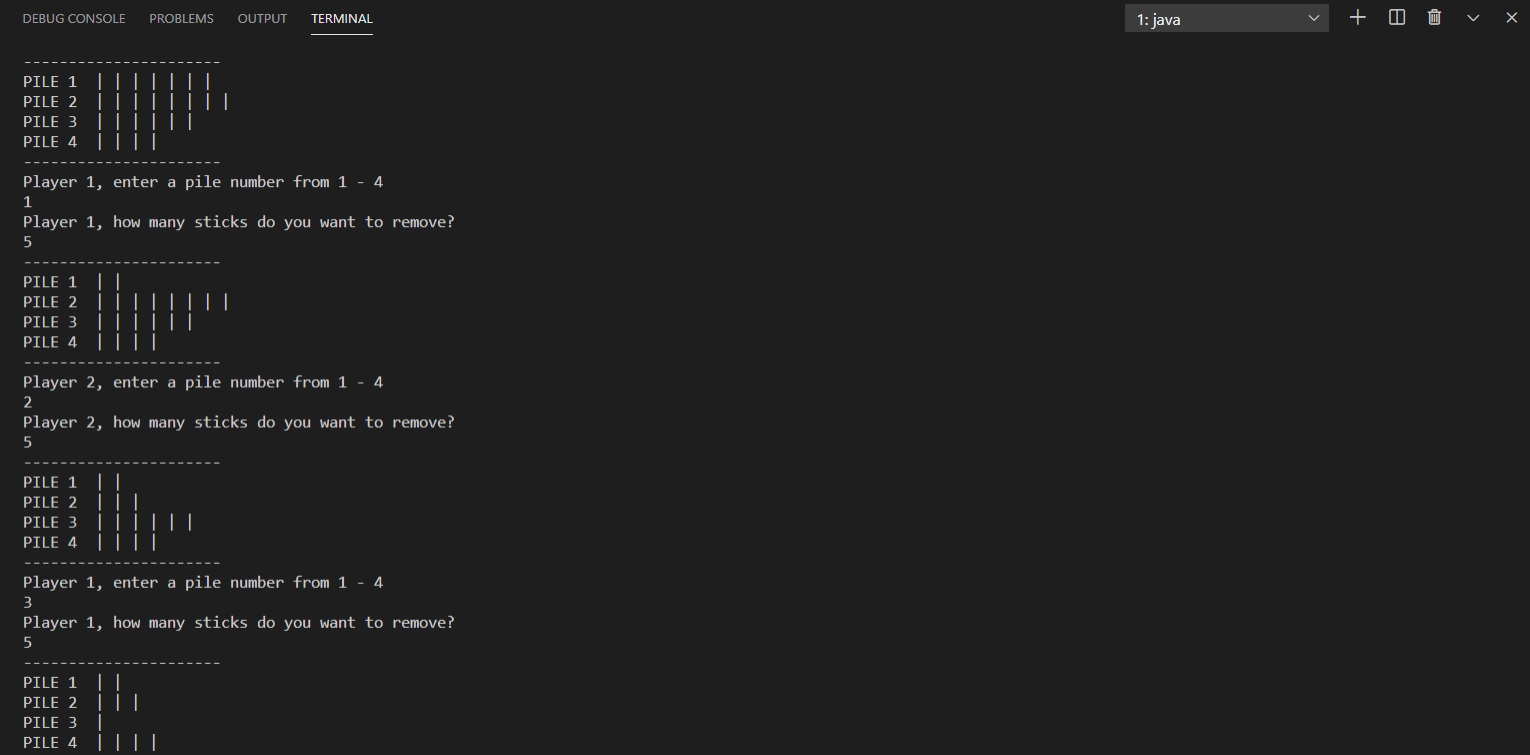 DEBUG CONSOLE PROBLEMS OUTPUT TERMINAL 1: java
----------------------
PILE 1  | | | | | | |
PILE 2  | | | | | | | |
PILE 3  | | | | | |
PILE 4  | | | |
----------------------
Player 1, enter a pile number from 1 - 4
1
Player 1, how many sticks do you want to remove?
5
----------------------
PILE 1  | |
PILE 2  | | | | | | | |
PILE 3  | | | | | |
PILE 4  | | | |
----------------------
Player 2, enter a pile number from 1 - 4
2
Player 2, how many sticks do you want to remove?
5
----------------------
PILE 1  | |
PILE 2  | | |
PILE 3  | | | | | |
PILE 4  | | | |
----------------------
Player 1, enter a pile number from 1 - 4
3
Player 1, how many sticks do you want to remove?
5
----------------------
PILE 1  | |
PILE 2  | | |
PILE 3  |
PILE 4  | | | |